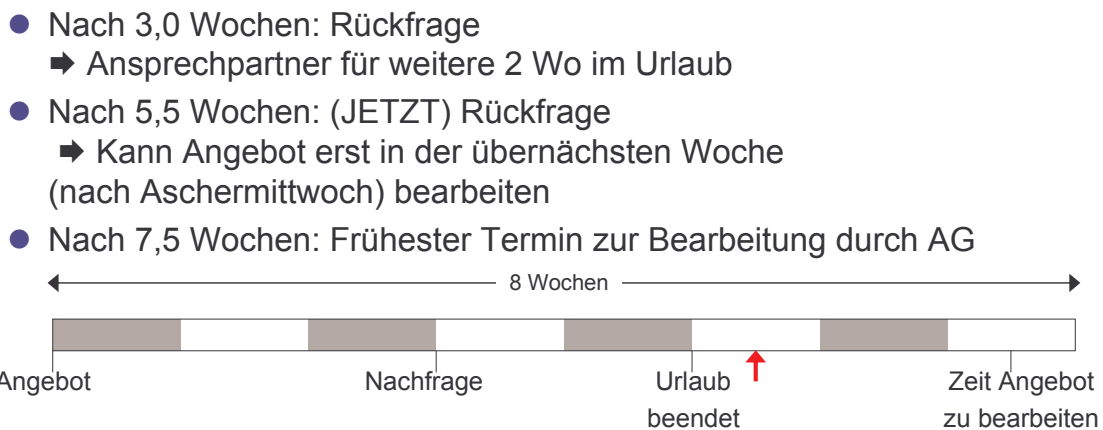 ● Nach 3,0 Wochen: Rückfrage
➡ Ansprechpartner für weitere 2 Wo im Urlaub
● Nach 5,5 Wochen: (JETZT) Rückfrage
➡ Kann Angebot erst in der übernächsten Woche
(nach Aschermittwoch) bearbeiten
● Nach 7,5 Wochen: Frühester Termin zur Bearbeitung durch AG
8 Wochen
Angebot Nachfrage Urlaub Zeit Angebot
beendet zu bearbeiten